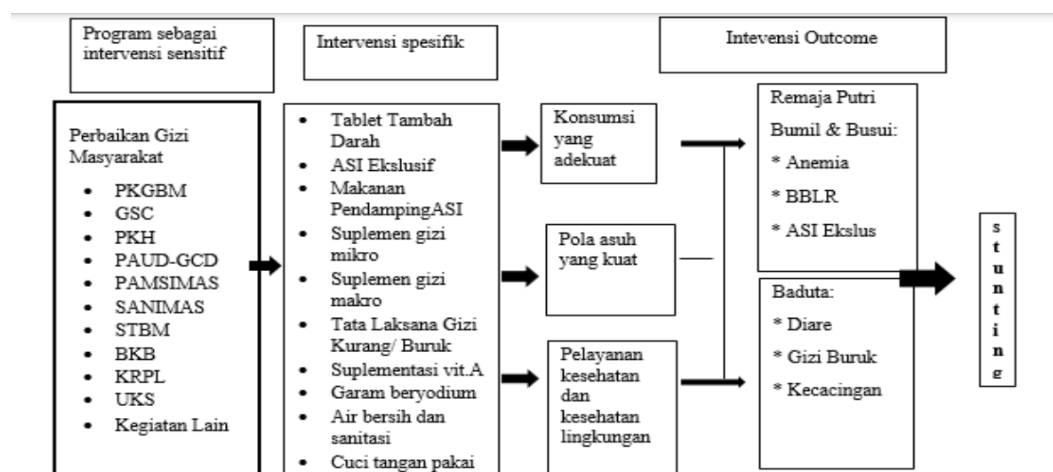 Program sebagai
intervensi sensitif
Intervensi spesifik
Intevensi Outcome
Perbaikan Gizi
Masyarakat
• PKGBM
• GSC
• PKH
• PAUD-GCD
• PAMSIMAS
• SANIMAS
• STBM
• BKB
• KRPL
• UKS
• Kegiatan Lain
• Tablet Tambah
Darah
• ASI Ekslusif
• Makanan
PendampingASI
• Suplemen gizi
mikro
• Suplemen gizi
makro
• Tata Laksana Gizi
Kurang/ Buruk
• Suplementasi vit.A
• Garam beryodium
• Air bersih dan
sanitasi
• Cuci tangan pakai
Konsumsi
yang
adekuat
Pola asuh
yang kuat
Pelayanan
kesehatan
dan
kesehatan
lingkungan
Remaja Putri
Bumil & Busui:
* Anemia
* BBLR
* ASI Ekslus
Baduta:
* Diare
* Gizi Buruk
* Kecacingan
stunting